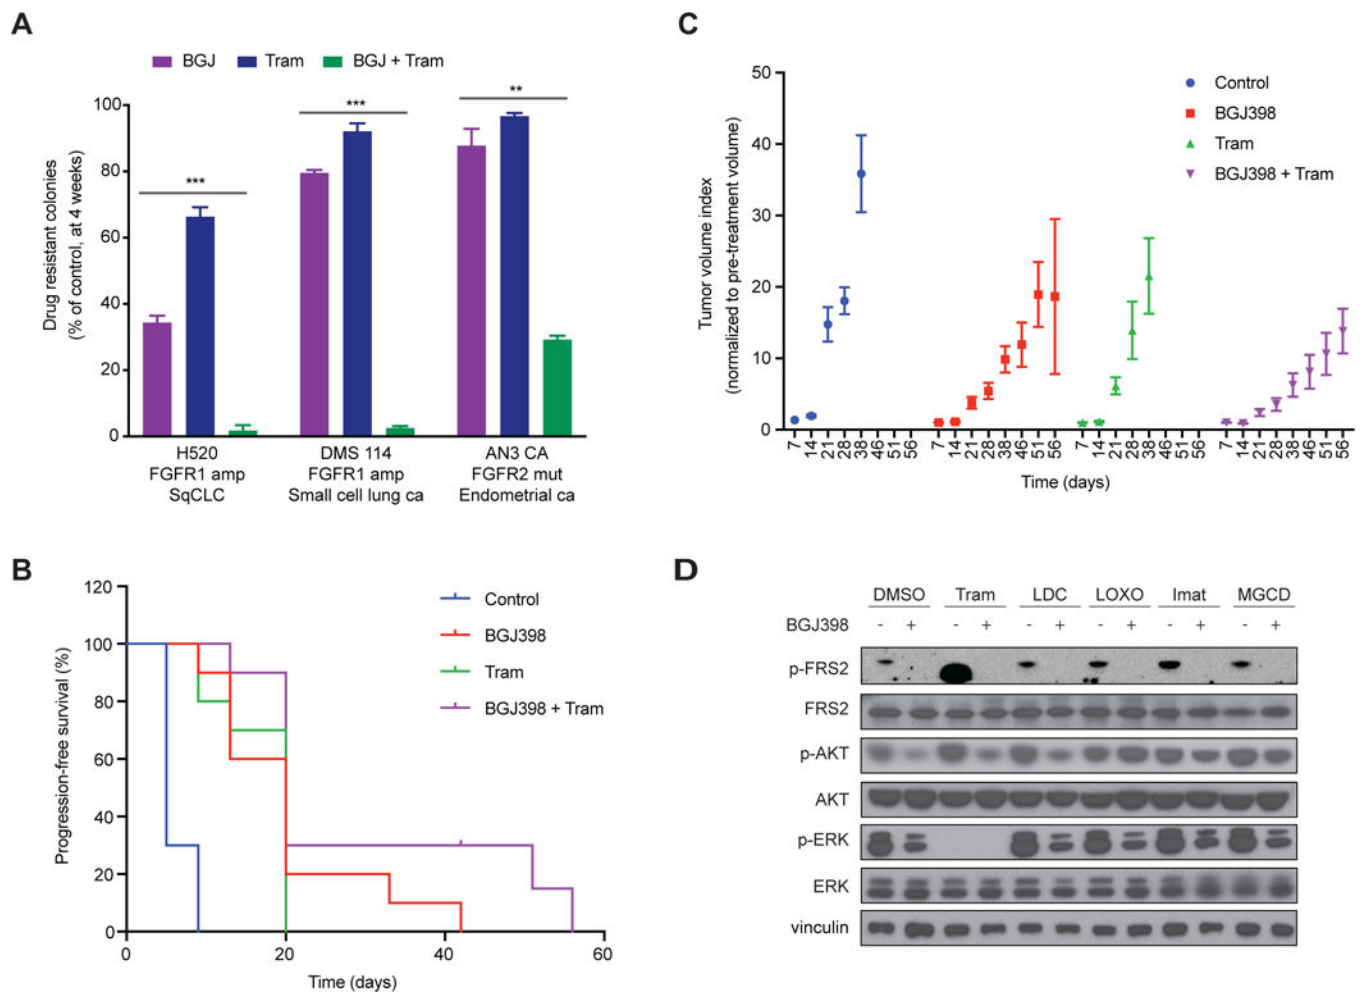 A
BGJ
Tram
BGJ + Tram
Drug resistant colonies
(% of control, at 4 weeks)
100
80
60
40
20
0
***
***
**
H520
FGFR1 amp
SqCLC
DMS 114
FGFR1 amp
Small cell lung ca
AN3 CA
FGFR2 mut
Endometrial ca
C
Tumor volume index
(normalized to pre-treatment volume)
50
40
30
20
10
0
Control
BGJ398
Tram
BGJ398 + Tram
7 14 21 28 38 46 51 56 7 14 21 28 38 46 51 56 7 14 21 28 38 46 51 56 7 14 21 28 38 46 51 56
Time (days)
B
Progression-free survival (%)
120
100
80
60
40
20
0
Control
BGJ398
Tram
BGJ398 + Tram
0 20 40 60
Time (days)
D
DMSO Tram LDC LOXO Imat MGCD
BGJ398 - + - + - + - + - + - +
p-FRS2
FRS2
p-AKT
AKT
p-ERK
ERK
vinculin